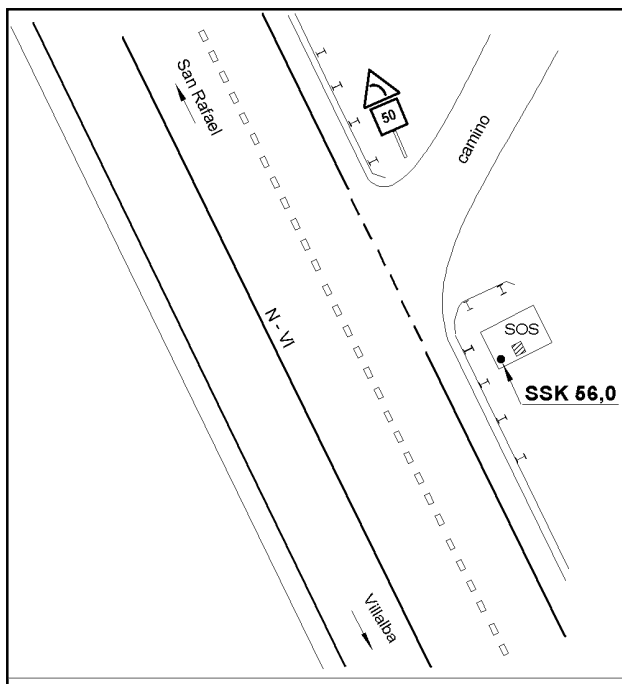 San Rafael
50
camino
N - VI
SOS
SSK 56,0
Villalba